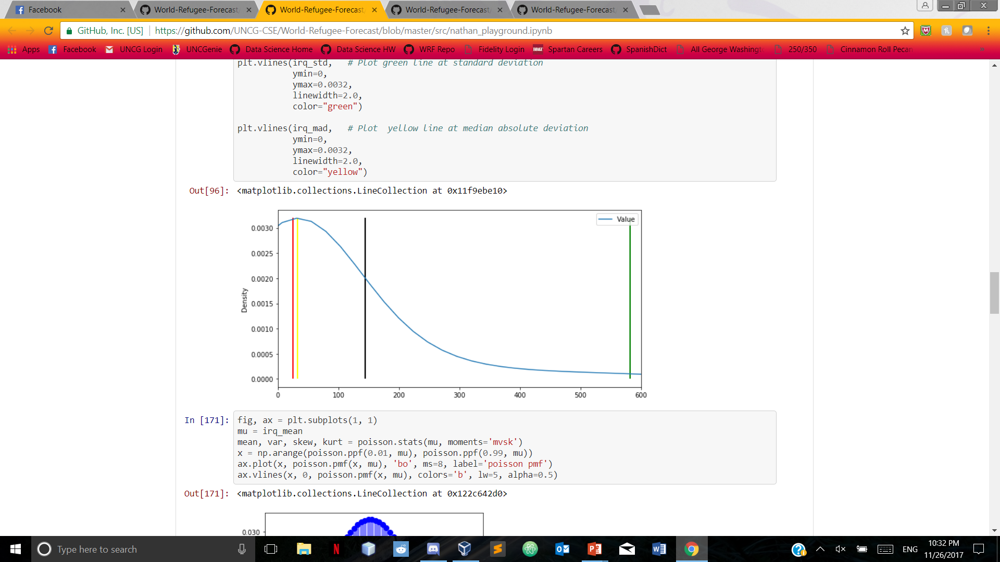 Facebook
World-Refugee-Forecast
World-Refugee-Forecast
World-Refugee-Forecast
World-Refugee-Forecast
GitHub, Inc. [US] https://github.com/UNCG-CSE/World-Refugee-Forecast/blob/master/src/nathan_playground.ipynb
Apps Facebook UNCG Login UNCGenie Data Science Home Data Science HW WRF Repo Fidelity Login BB&T Spartan Careers SpanishDict All George Washingt 250/350 Cinnamon Roll Pecan
plt.vlines(irq_std,   # Plot green line at standard deviation
ymin=0,
ymax=0.0032,
linewidth=2.0,
color="green")
plt.vlines(irq_mad,   # Plot  yellow line at median absolute deviation
ymin=0,
ymax=0.0032,
linewidth=2.0,
color="yellow")
Out[96]: <matplotlib.collections.LineCollection at 0x11f9ebe10>
Value
0.0030
0.0025
0.0020
0.0015
0.0010
0.0005
0.0000
Density
0 100 200 300 400 500 600
In [171]: fig, ax = plt.subplots(1, 1)
mu = irq_mean
mean, var, skew, kurt = poisson.stats(mu, moments='mvsk')
x = np.arange(poisson.ppf(0.01, mu), poisson.ppf(0.99, mu))
ax.plot(x, poisson.pmf(x, mu), 'bo', ms=8, label='poisson pmf')
ax.vlines(x, 0, poisson.pmf(x, mu), colors='b', lw=5, alpha=0.5)
Out[171]: <matplotlib.collections.LineCollection at 0x122c642d0>
0.030
Type here to search
ENG
10:32 PM
11/26/2017